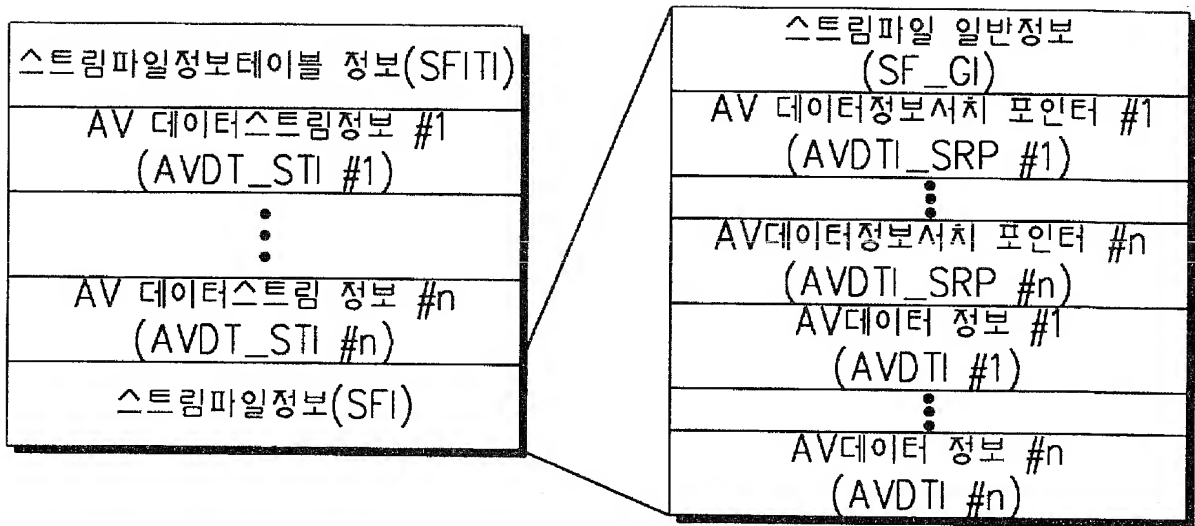 스트림파일정보테이블 정보(SFITI)
AV 데이터스트림정보 #1
(AVDT_STI #1)
AV 데이터스트림 정보 #n
(AVDT_STI #n)
스트림파일정보(SFI)
스트림파일 일반정보
(SF_GI)
AV 데이터정보서치 포인터 #1
(AVDTI_SRP #1)
AV데이터정보서치 포인터 #n
(AVDTI_SRP #n)
AV데이터 정보 #1
(AVDTI #1)
AV데이터 정보 #n
(AVDTI #n)